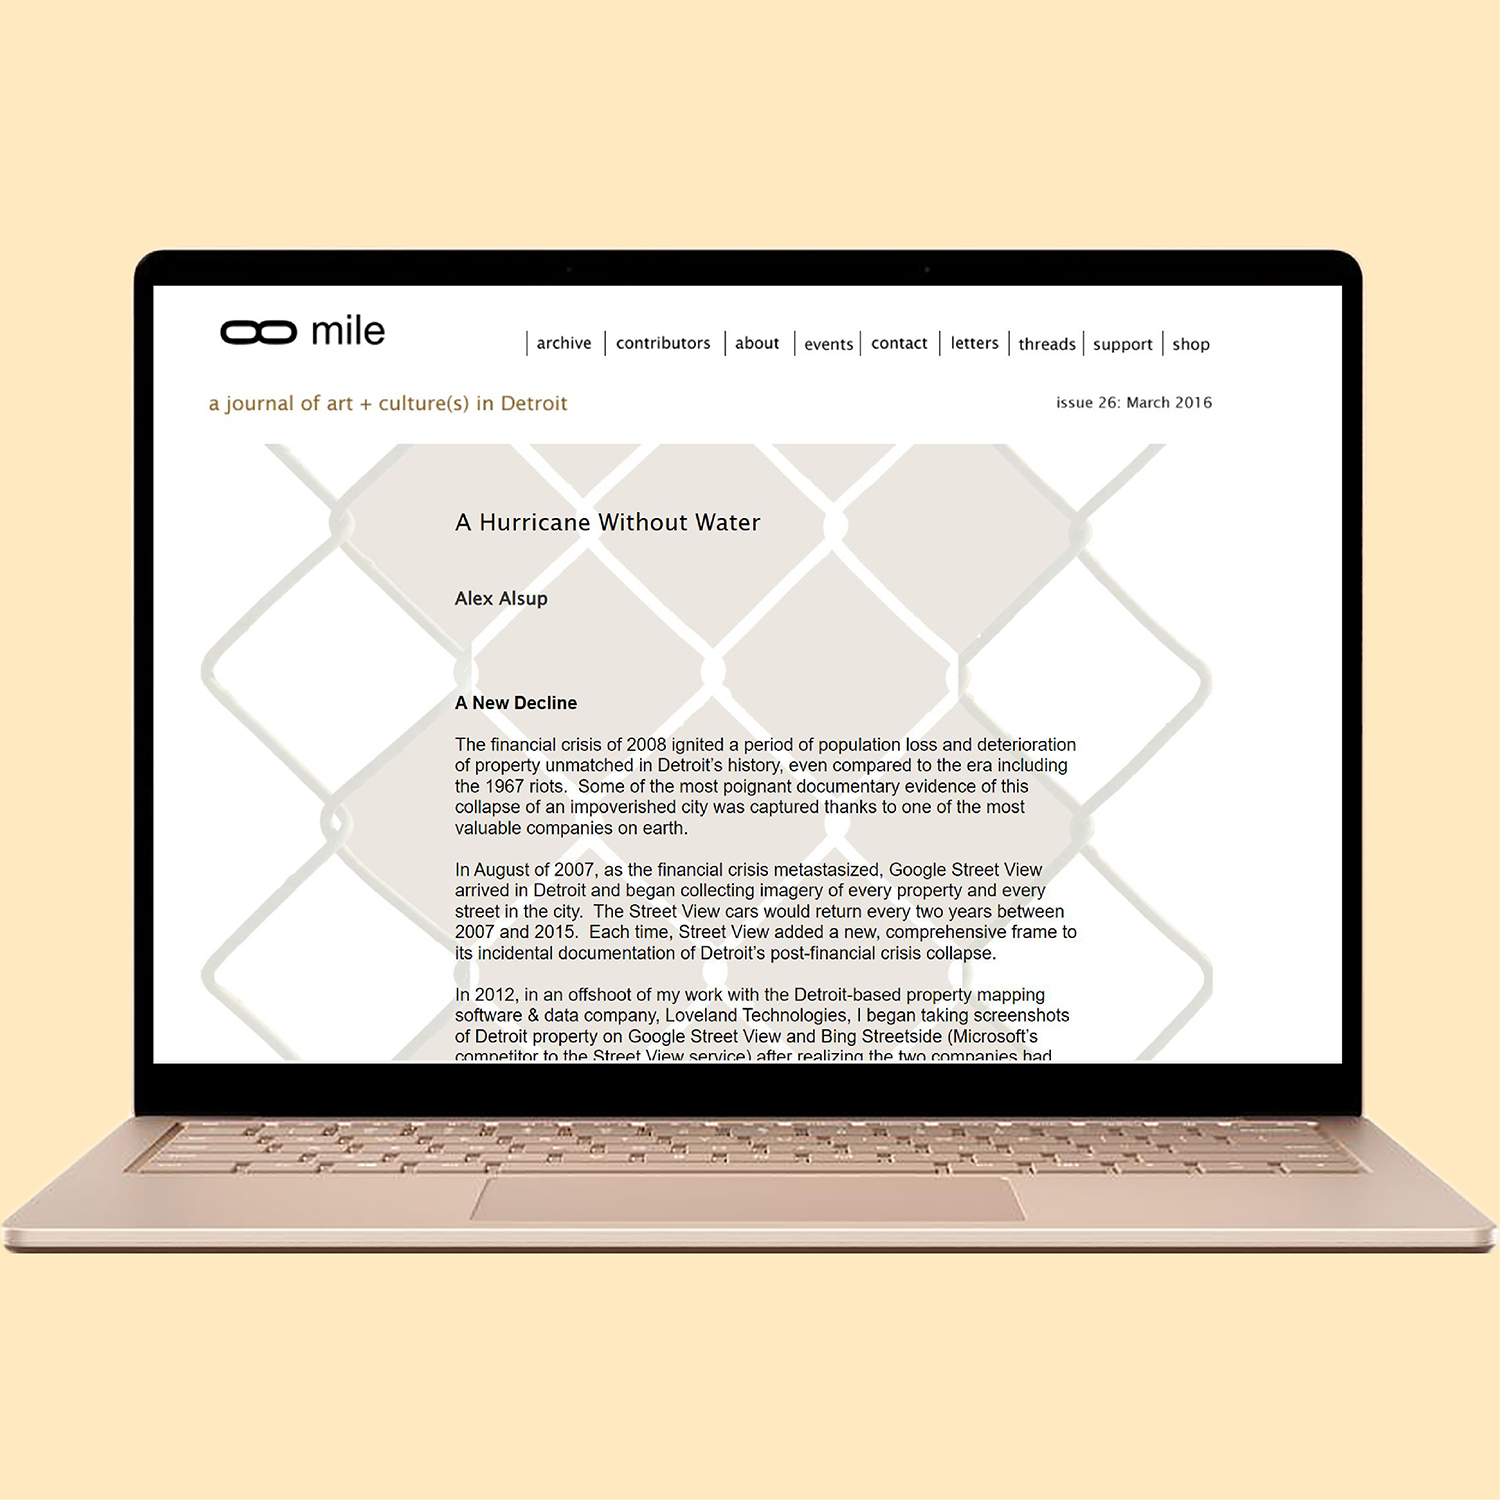 mile
archive contributors about events contact letters threads support shop
a journal of art + culture(s) in Detroit
issue 26: March 2016
A Hurricane Without Water
Alex Alsup
A New Decline
The financial crisis of 2008 ignited a period of population loss and deterioration
of property unmatched in Detroit’s history, even compared to the era including
the 1967 riots.  Some of the most poignant documentary evidence of this
collapse of an impoverished city was captured thanks to one of the most
valuable companies on earth.
In August of 2007, as the financial crisis metastasized, Google Street View
arrived in Detroit and began collecting imagery of every property and every
street in the city.  The Street View cars would return every two years between
2007 and 2015.  Each time, Street View added a new, comprehensive frame to
its incidental documentation of Detroit’s post-financial crisis collapse.
In 2012, in an offshoot of my work with the Detroit-based property mapping
software & data company, Loveland Technologies, I began taking screenshots
of Detroit property on Google Street View and Bing Streetside (Microsoft’s
competitor to the Street View service) after realizing the two companies had